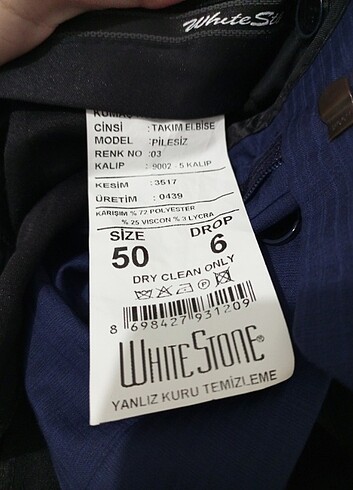 WhiteSt
KUMAŞ
CİNSİ : TAKIM ELBİSE
MODEL : PİLESİZ
RENK NO :03
KALIP : 9002 - 5 KALIP
KESİM : 3517
ÜRETİM : 0439
KARIŞIM % 72 POLYESTER
% 25 VISCON % 3 LYCRA
SIZE DROP
50 6
DRY CLEAN ONLY
8 698427 931209
WHITE STONE®
YANLIZ KURU TEMİZLEME